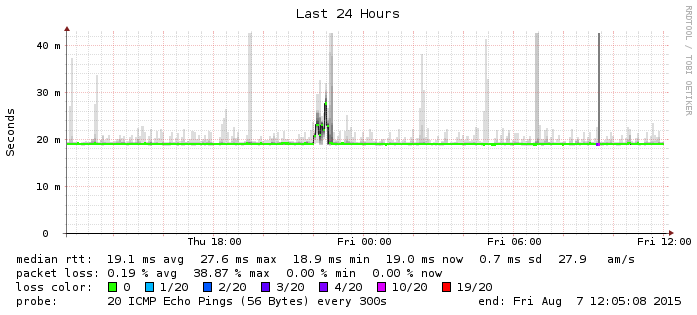 Last 24 Hours
RRDTOOL / TOBI OETIKER
Seconds
40 m
30 m
20 m
10 m
0
Thu 18:00 Fri 00:00 Fri 06:00 Fri 12:00
median rtt: 19.1 ms avg 27.6 ms max 18.9 ms min 19.0 ms now 0.7 ms sd 27.9 am/s
packet loss: 0.19 % avg 38.87 % max 0.00 % min 0.00 % now
loss color: 0 1/20 2/20 3/20 4/20 10/20 19/20
probe: 20 ICMP Echo Pings (56 Bytes) every 300s end: Fri Aug 7 12:05:08 2015